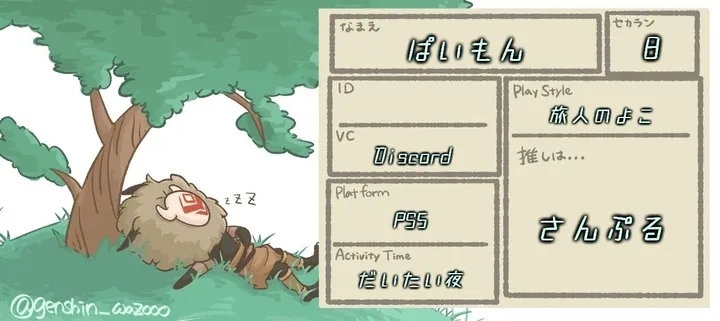 なまえ
ぱいもん
セカラン
8
ID
VC
Discord
Platform
PS5
Activity Time
だいたい夜
Play Style
旅人のよこ
推しは...
さんぷる
zzZ
@genshin_wazooo